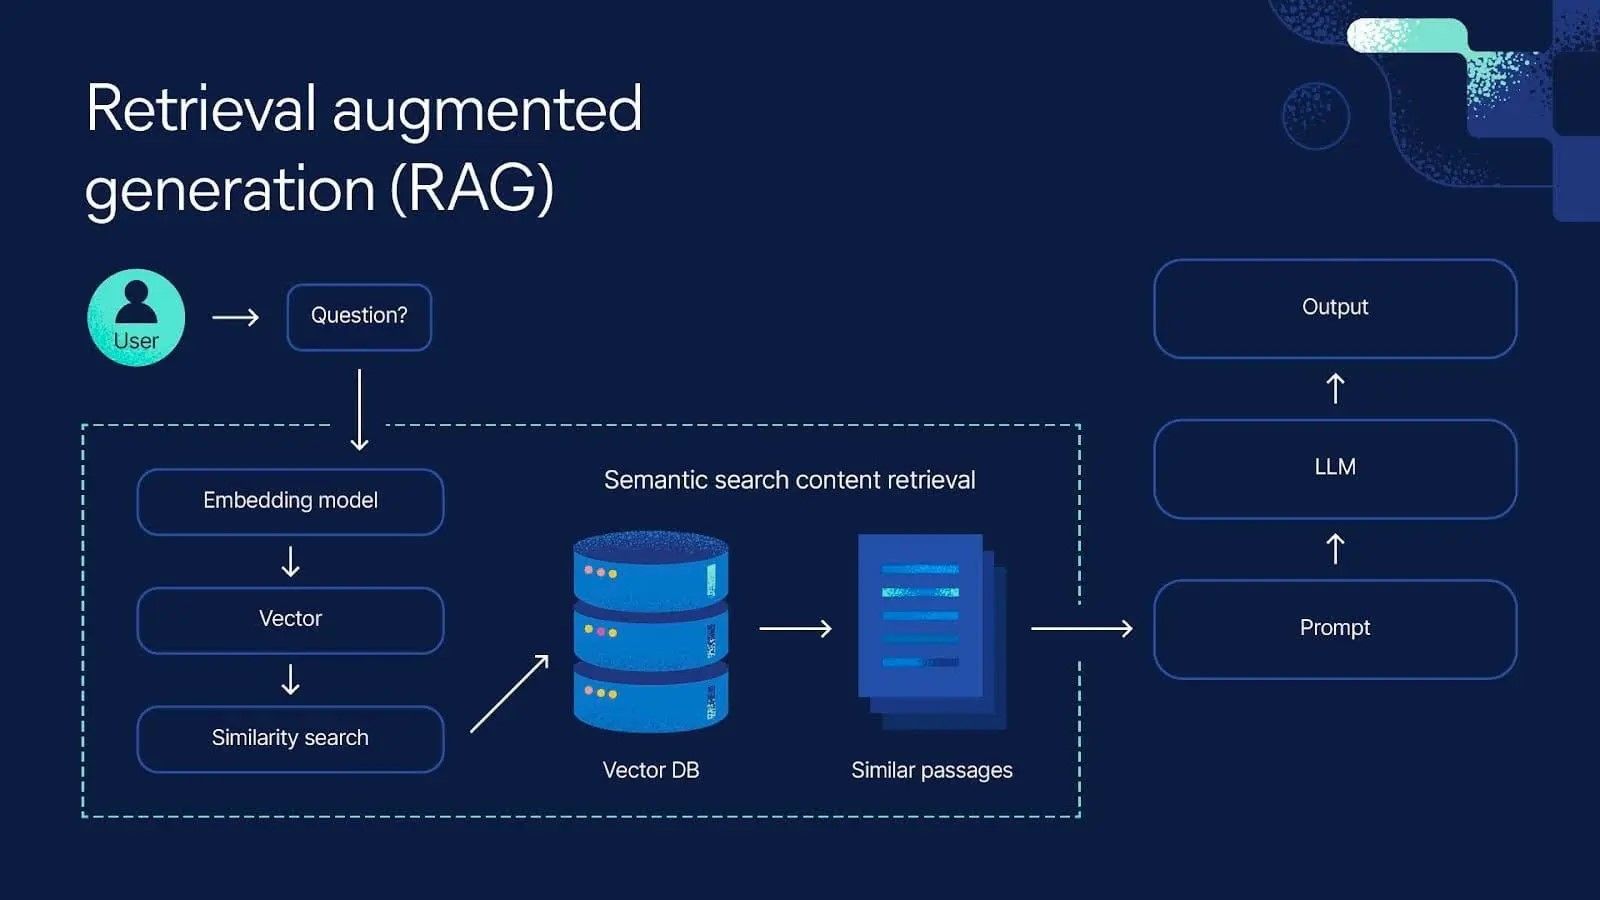 Retrieval augmented
generation (RAG)
User
Question?
Embedding model
Vector
Similarity search
Semantic search content retrieval
Vector DB
Similar passages
Output
LLM
Prompt